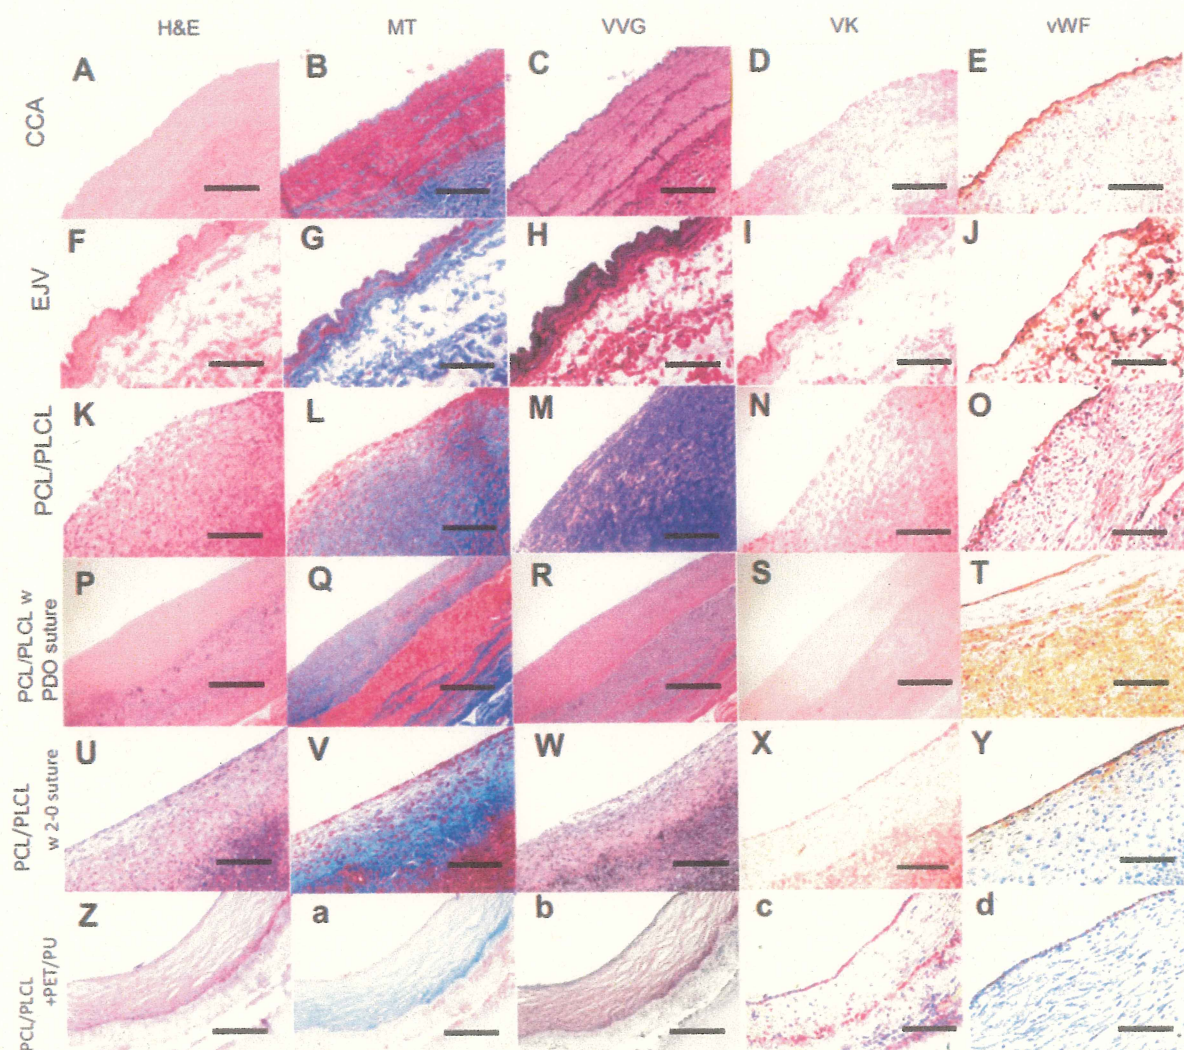 H&E MT VVG VK vWF
CCA
A B C D E
EJV
F G H I J
PCL/PLCL
K L M N O
PCL/PLCL w
PDO suture
P Q R S T
PCL/PLCL
w 2-0 suture
U V W X Y
PCL/PLCL
+PET/PU
Z a b c d